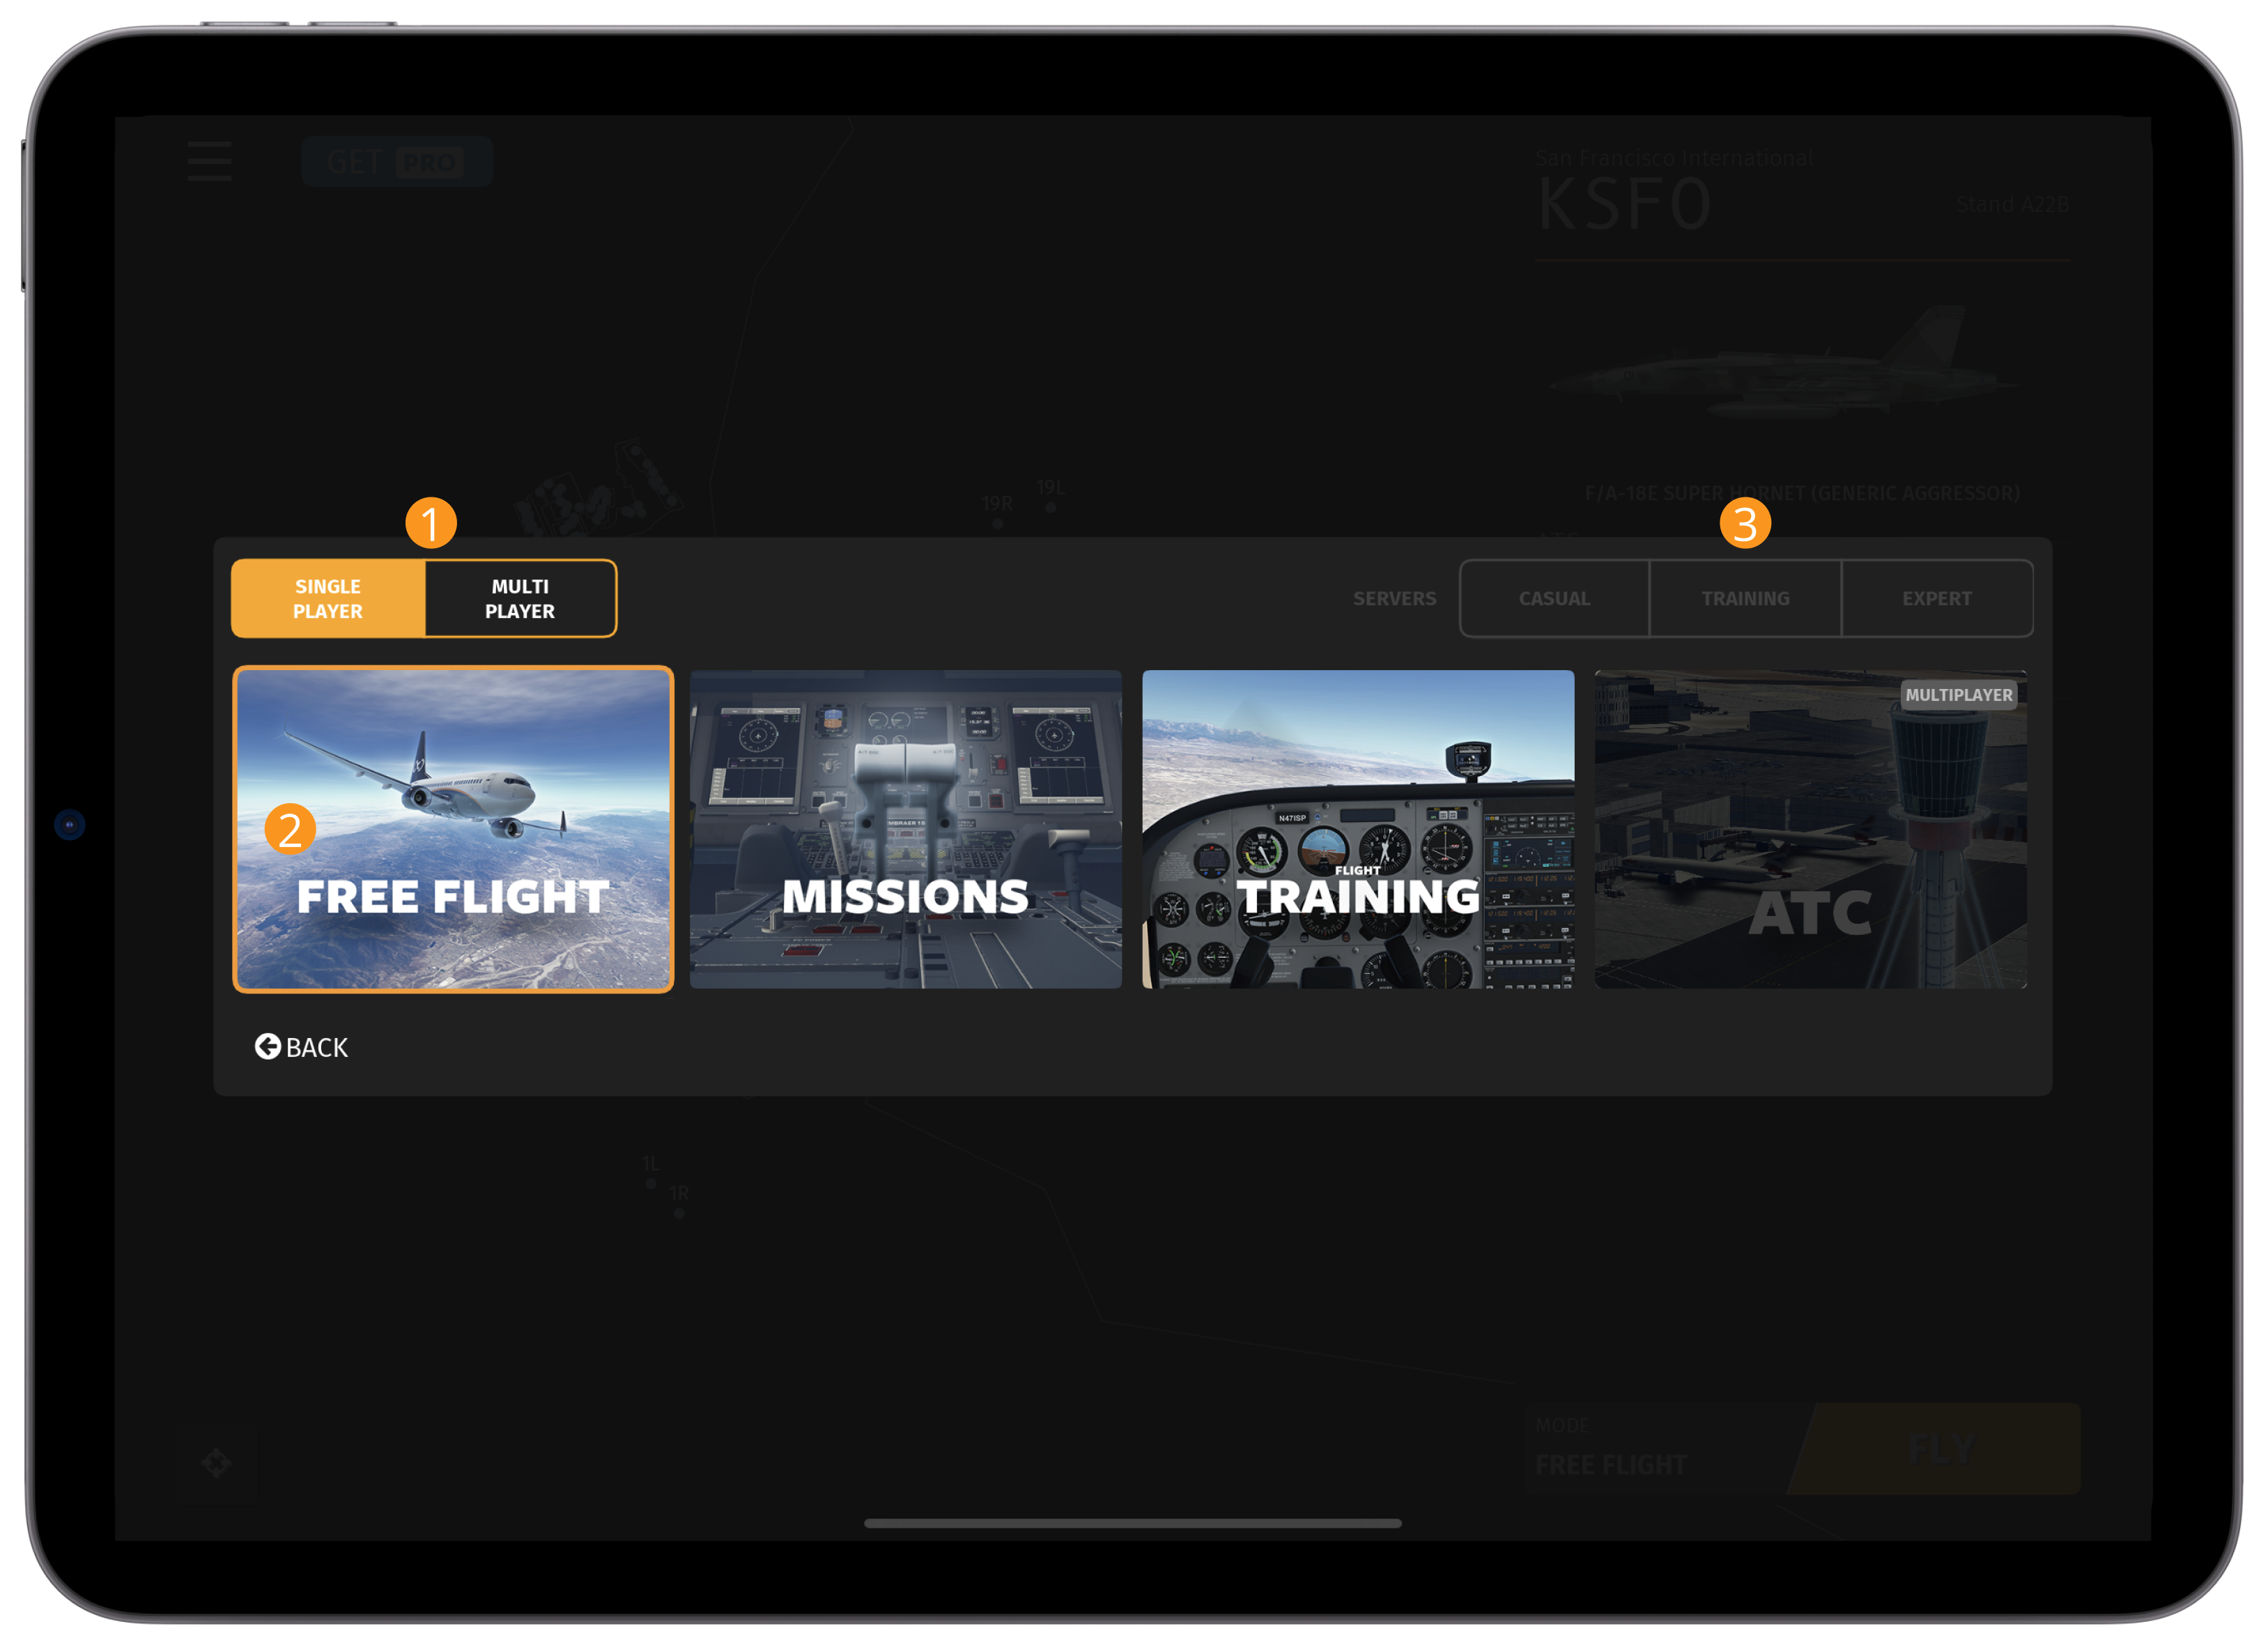 GET PRO
San Francisco International
KSFO
Stand A22B
F/A-18E SUPER HORNET (GENERIC AGGRESSOR)
19L
19R
1
3
SINGLE
PLAYER
MULTI
PLAYER
SERVERS
CASUAL
TRAINING
EXPERT
2
FREE FLIGHT
MISSIONS
N471SP
FLIGHT
TRAINING
MULTIPLAYER
ATC
BACK
1L
1R
MODE
FREE FLIGHT
FLY